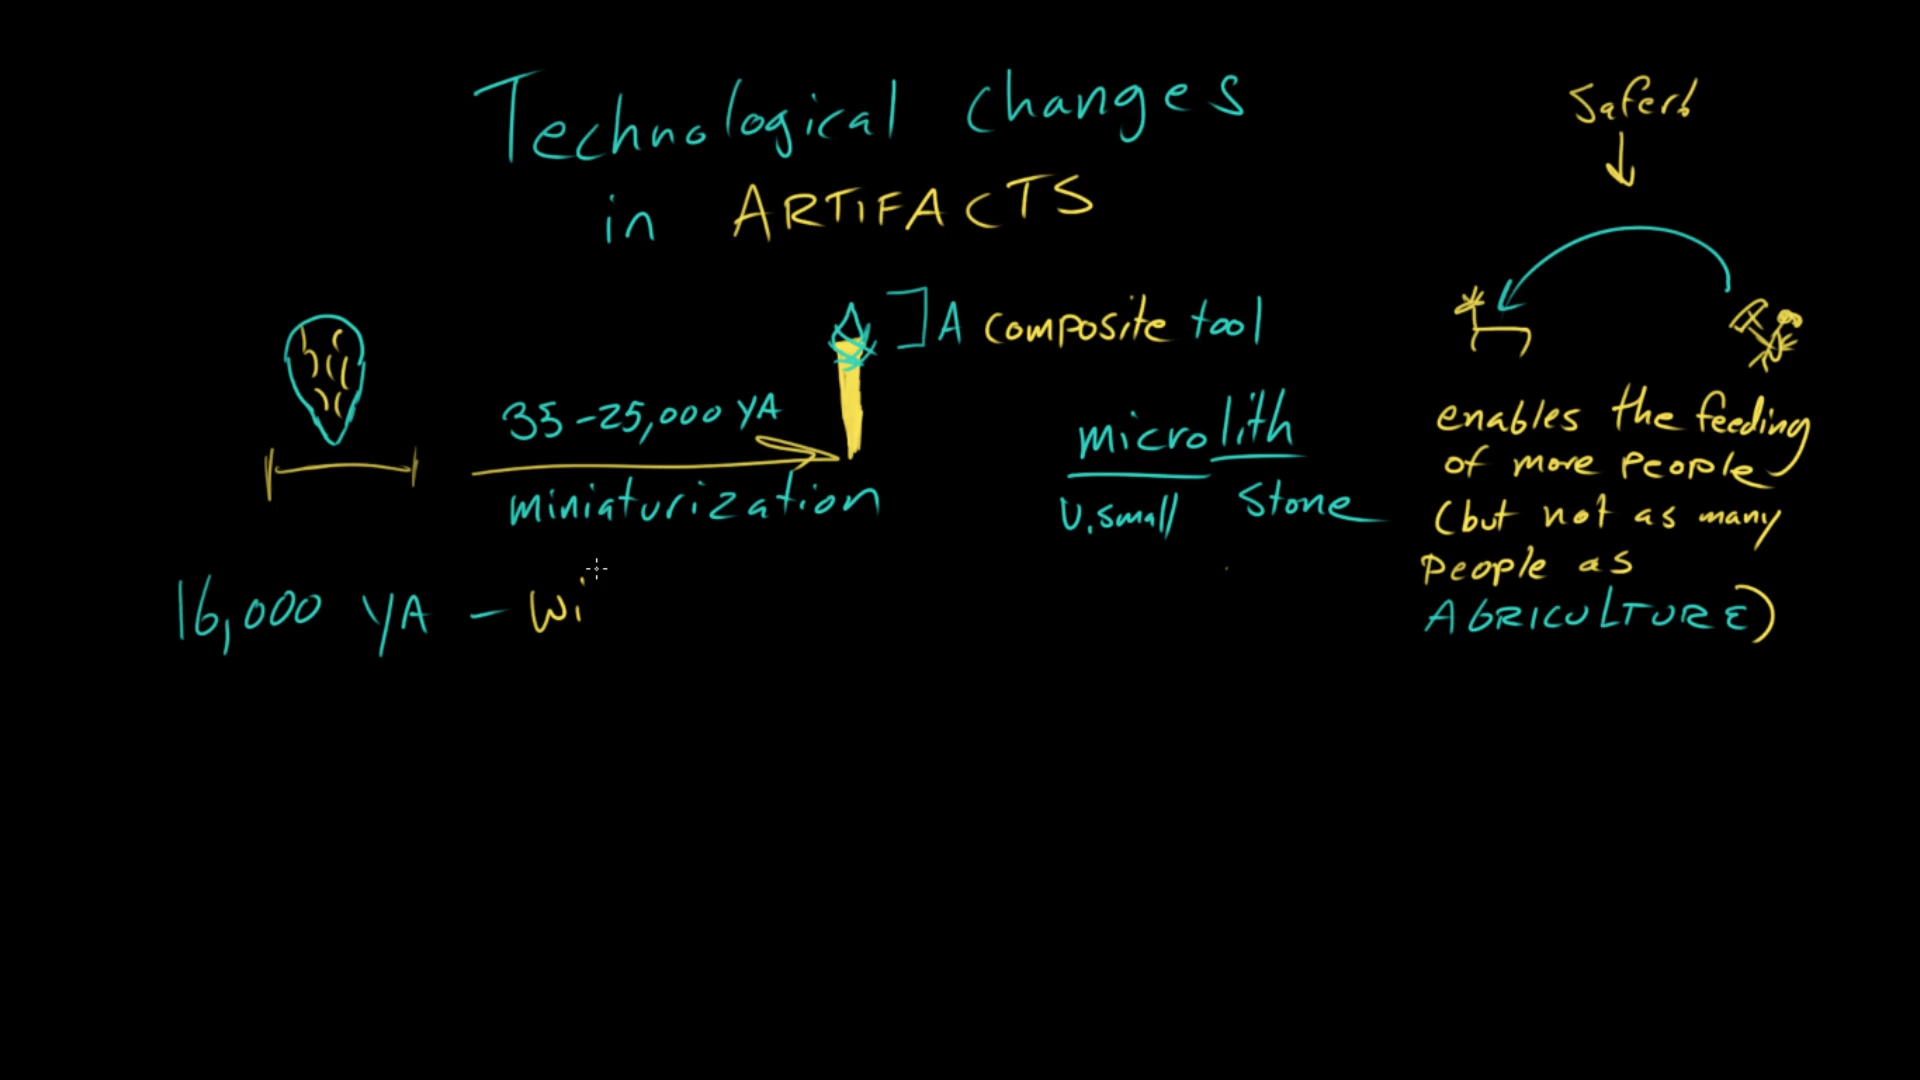 Technological changes
in ARTIFACTS
Safer!
A composite tool
35-25,000 YA
miniaturization
microlith
V. small stone
enables the feeding
of more people
(but not as many
people as
AGRICULTURE)
16,000 YA - wi